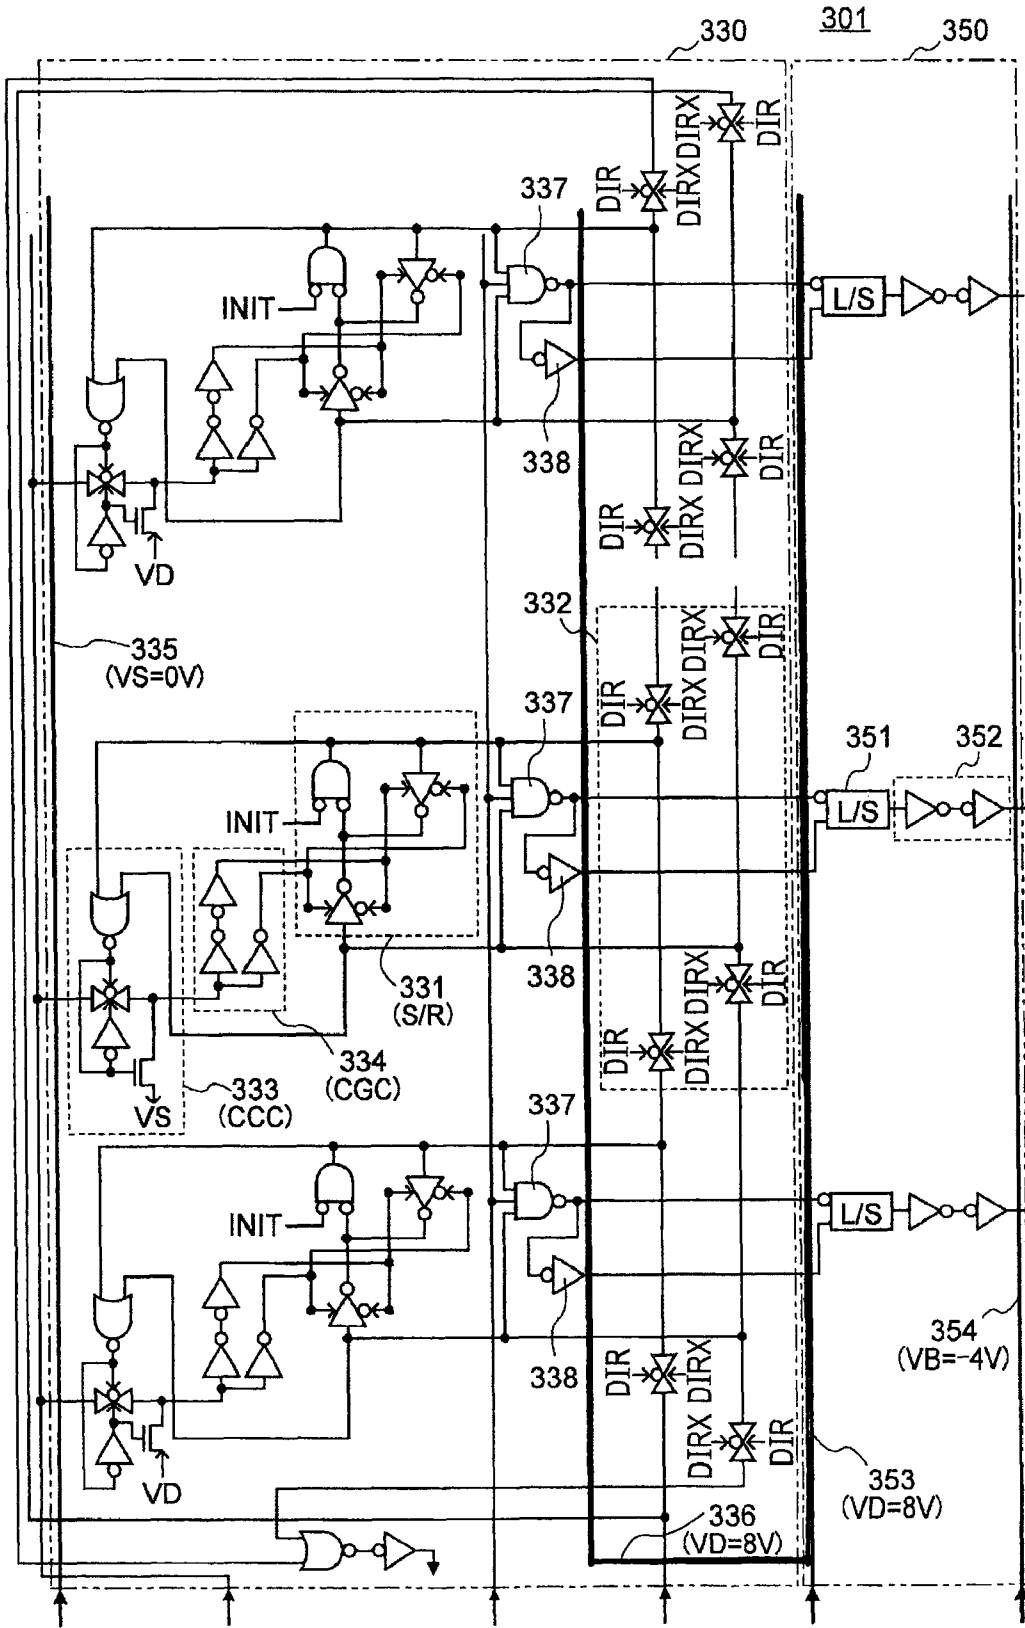 301
330
350
DIRX
DIR
DIR
DIRX
337
INIT
L/S
338
DIRX
DIR
DIR
DIRX
VD
332
335
(VS=0V)
DIRX
DIR
DIR
DIRX
337
351
352
INIT
L/S
338
331
(S/R)
334
(CGC)
333
(CCC)
VS
DIRX
DIR
DIR
DIRX
337
INIT
L/S
338
354
(VB=-4V)
DIR
DIRX
DIRX
DIR
VD
353
(VD=8V)
336
(VD=8V)